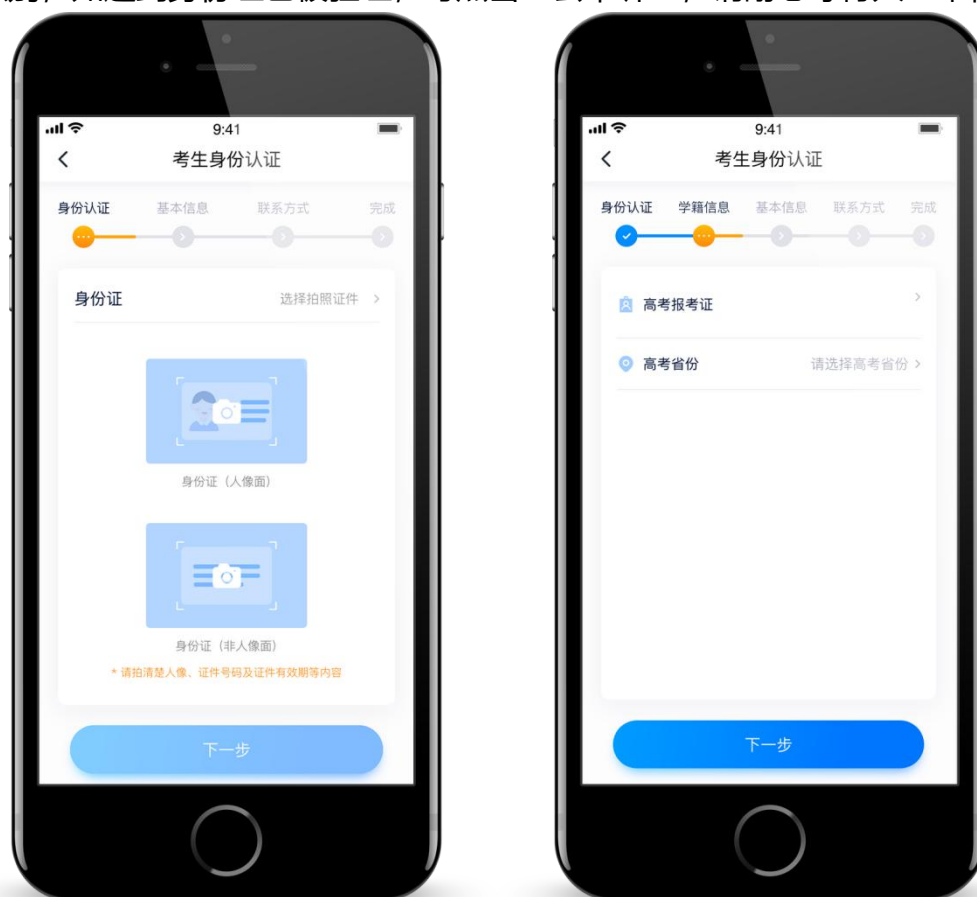 9:41
考生身份认证
身份认证 基本信息 联系方式 完成
身份证 选择拍照证件
身份证（人像面）
身份证（非人像面）
* 请拍清楚人像、证件号码及证件有效期等内容
下一步
9:41
考生身份认证
身份认证 学籍信息 基本信息 联系方式 完成
高考报考证
高考省份 请选择高考省份
下一步